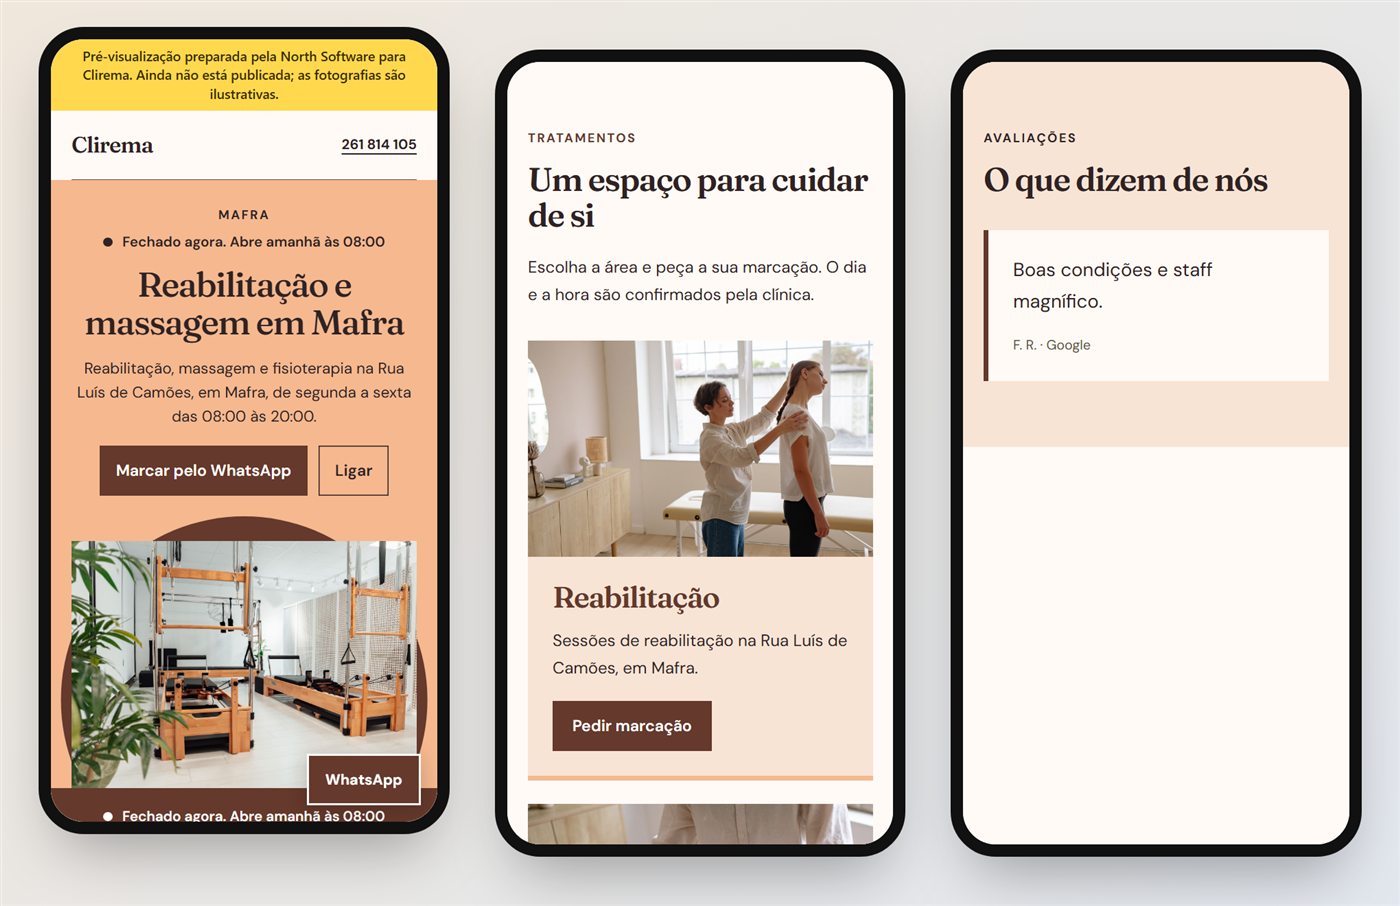 Pré-visualização preparada pela North Software para
Clirema. Ainda não está publicada; as fotografias são
ilustrativas.
Clirema
261 814 105
MAFRA
Fechado agora. Abre amanhã às 08:00
Reabilitação e
massagem em Mafra
Reabilitação, massagem e fisioterapia na Rua
Luís de Camões, em Mafra, de segunda a sexta
das 08:00 às 20:00.
Marcar pelo WhatsApp
Ligar
WhatsApp
Fechado agora. Abre amanhã às 08:00
TRATAMENTOS
Um espaço para cuidar
de si
Escolha a área e peça a sua marcação. O dia
e a hora são confirmados pela clínica.
Reabilitação
Sessões de reabilitação na Rua Luís de
Camões, em Mafra.
Pedir marcação
AVALIAÇÕES
O que dizem de nós
Boas condições e staff
magnífico.
F. R. · Google